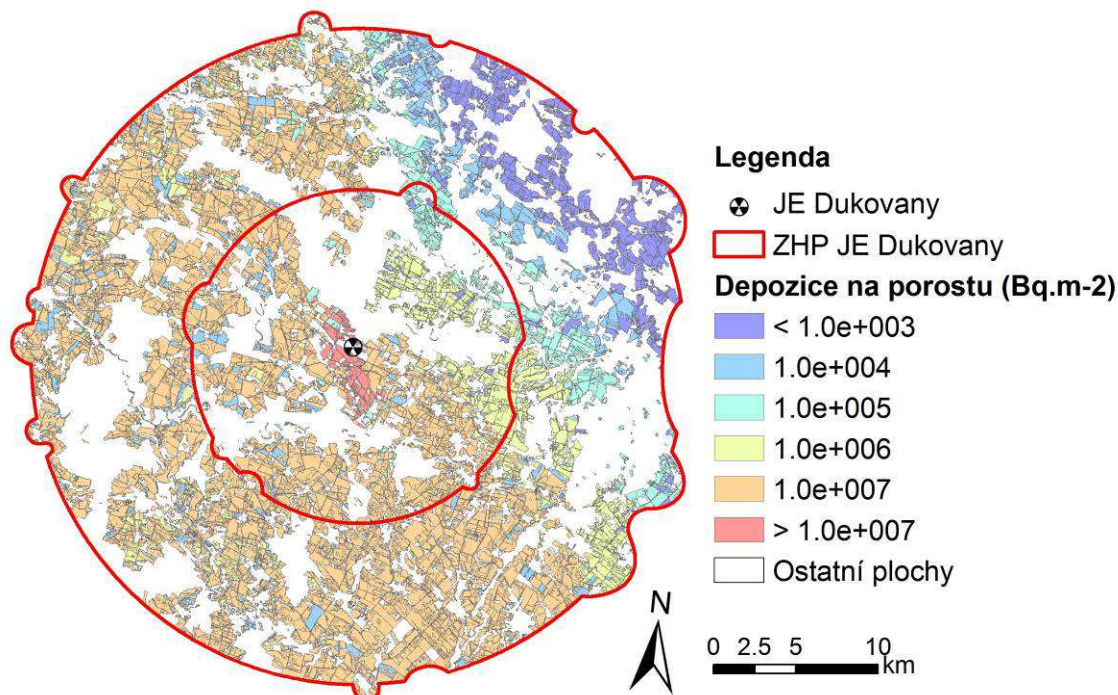 Legenda
JE Dukovany
ZHP JE Dukovany
Depozice na porostu (Bq.m-2)
< 1.0e+003
1.0e+004
1.0e+005
1.0e+006
1.0e+007
> 1.0e+007
Ostatní plochy
N
0 2.5 5 10
km